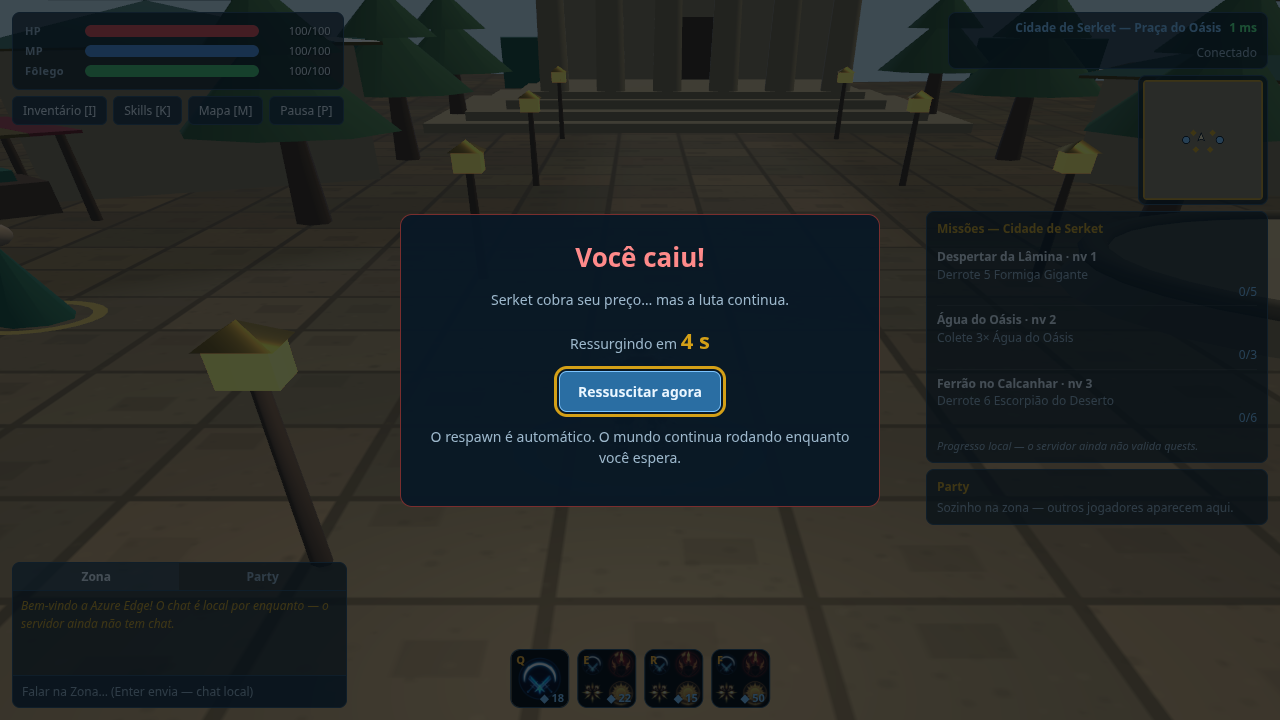 HP 100/100
MP 100/100
Fôlego 100/100
Inventário [I] Skills [K] Mapa [M] Pausa [P]
Cidade de Serket — Praça do Oásis 1 ms
Conectado
Missões — Cidade de Serket
Despertar da Lâmina · nv 1
Derrote 5 Formiga Gigante
0/5
Água do Oásis · nv 2
Colete 3× Água do Oásis
0/3
Ferrão no Calcanhar · nv 3
Derrote 6 Escorpião do Deserto
0/6
Progresso local — o servidor ainda não valida quests.
Party
Sozinho na zona — outros jogadores aparecem aqui.
Você caiu!
Serket cobra seu preço... mas a luta continua.
Ressurgindo em 4 s
Ressuscitar agora
O respawn é automático. O mundo continua rodando enquanto
você espera.
Zona Party
Bem-vindo a Azure Edge! O chat é local por enquanto — o
servidor ainda não tem chat.
Falar na Zona... (Enter envia — chat local)
Q E R F
◆ 18 ◆ 22 ◆ 15 ◆ 50